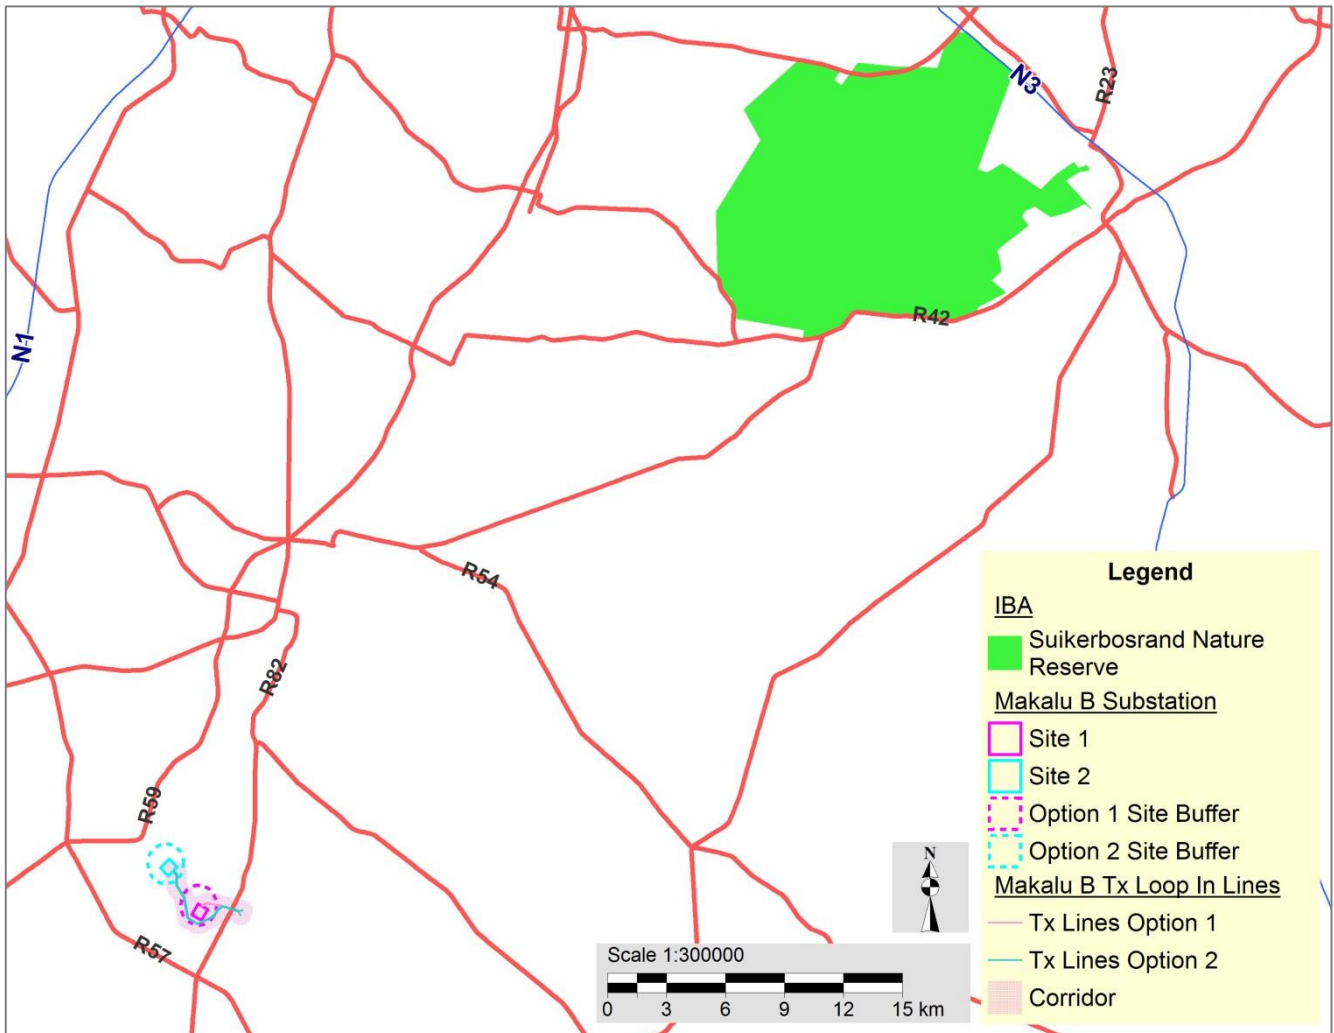 N3
R23
N1
R42
R54
R82
R59
R57
Legend
IBA
Suikerbosrand Nature
Reserve
Makalu B Substation
Site 1
Site 2
Option 1 Site Buffer
Option 2 Site Buffer
Makalu B Tx Loop In Lines
Tx Lines Option 1
Tx Lines Option 2
Corridor
N
Scale 1:300000
0 3 6 9 12 15 km